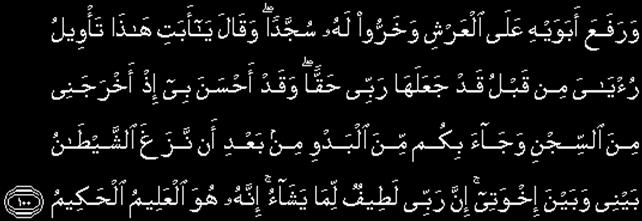 وَرَفَعَ أَبَوَيْهِ عَلَى ٱلْعَرْشِ وَخَرُّوا۟ لَهُۥ سُجَّدًۭا ۖ وَقَالَ يَـٰٓأَبَتِ هَـٰذَا تَأْوِيلُ
رُءْيَـٰىَ مِن قَبْلُ قَدْ جَعَلَهَا رَبِّى حَقًّۭا ۖ وَقَدْ أَحْسَنَ بِىٓ إِذْ أَخْرَجَنِى
مِنَ ٱلسِّجْنِ وَجَآءَ بِكُم مِّنَ ٱلْبَدْوِ مِنۢ بَعْدِ أَن نَّزَغَ ٱلشَّيْطَـٰنُ
بَيْنِى وَبَيْنَ إِخْوَتِىٓ ۚ إِنَّ رَبِّى لَطِيفٌۭ لِّمَا يَشَآءُ ۚ إِنَّهُۥ هُوَ ٱلْعَلِيمُ ٱلْحَكِيمُ ١٠٠